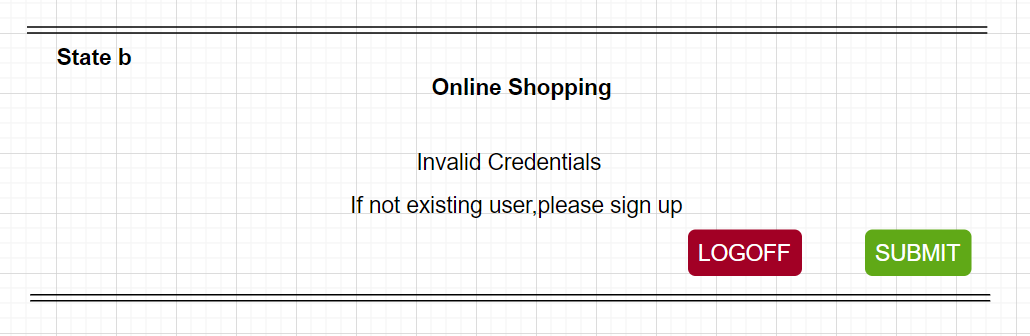 State b
Online Shopping
Invalid Credentials
If not existing user,please sign up
LOGOFF SUBMIT